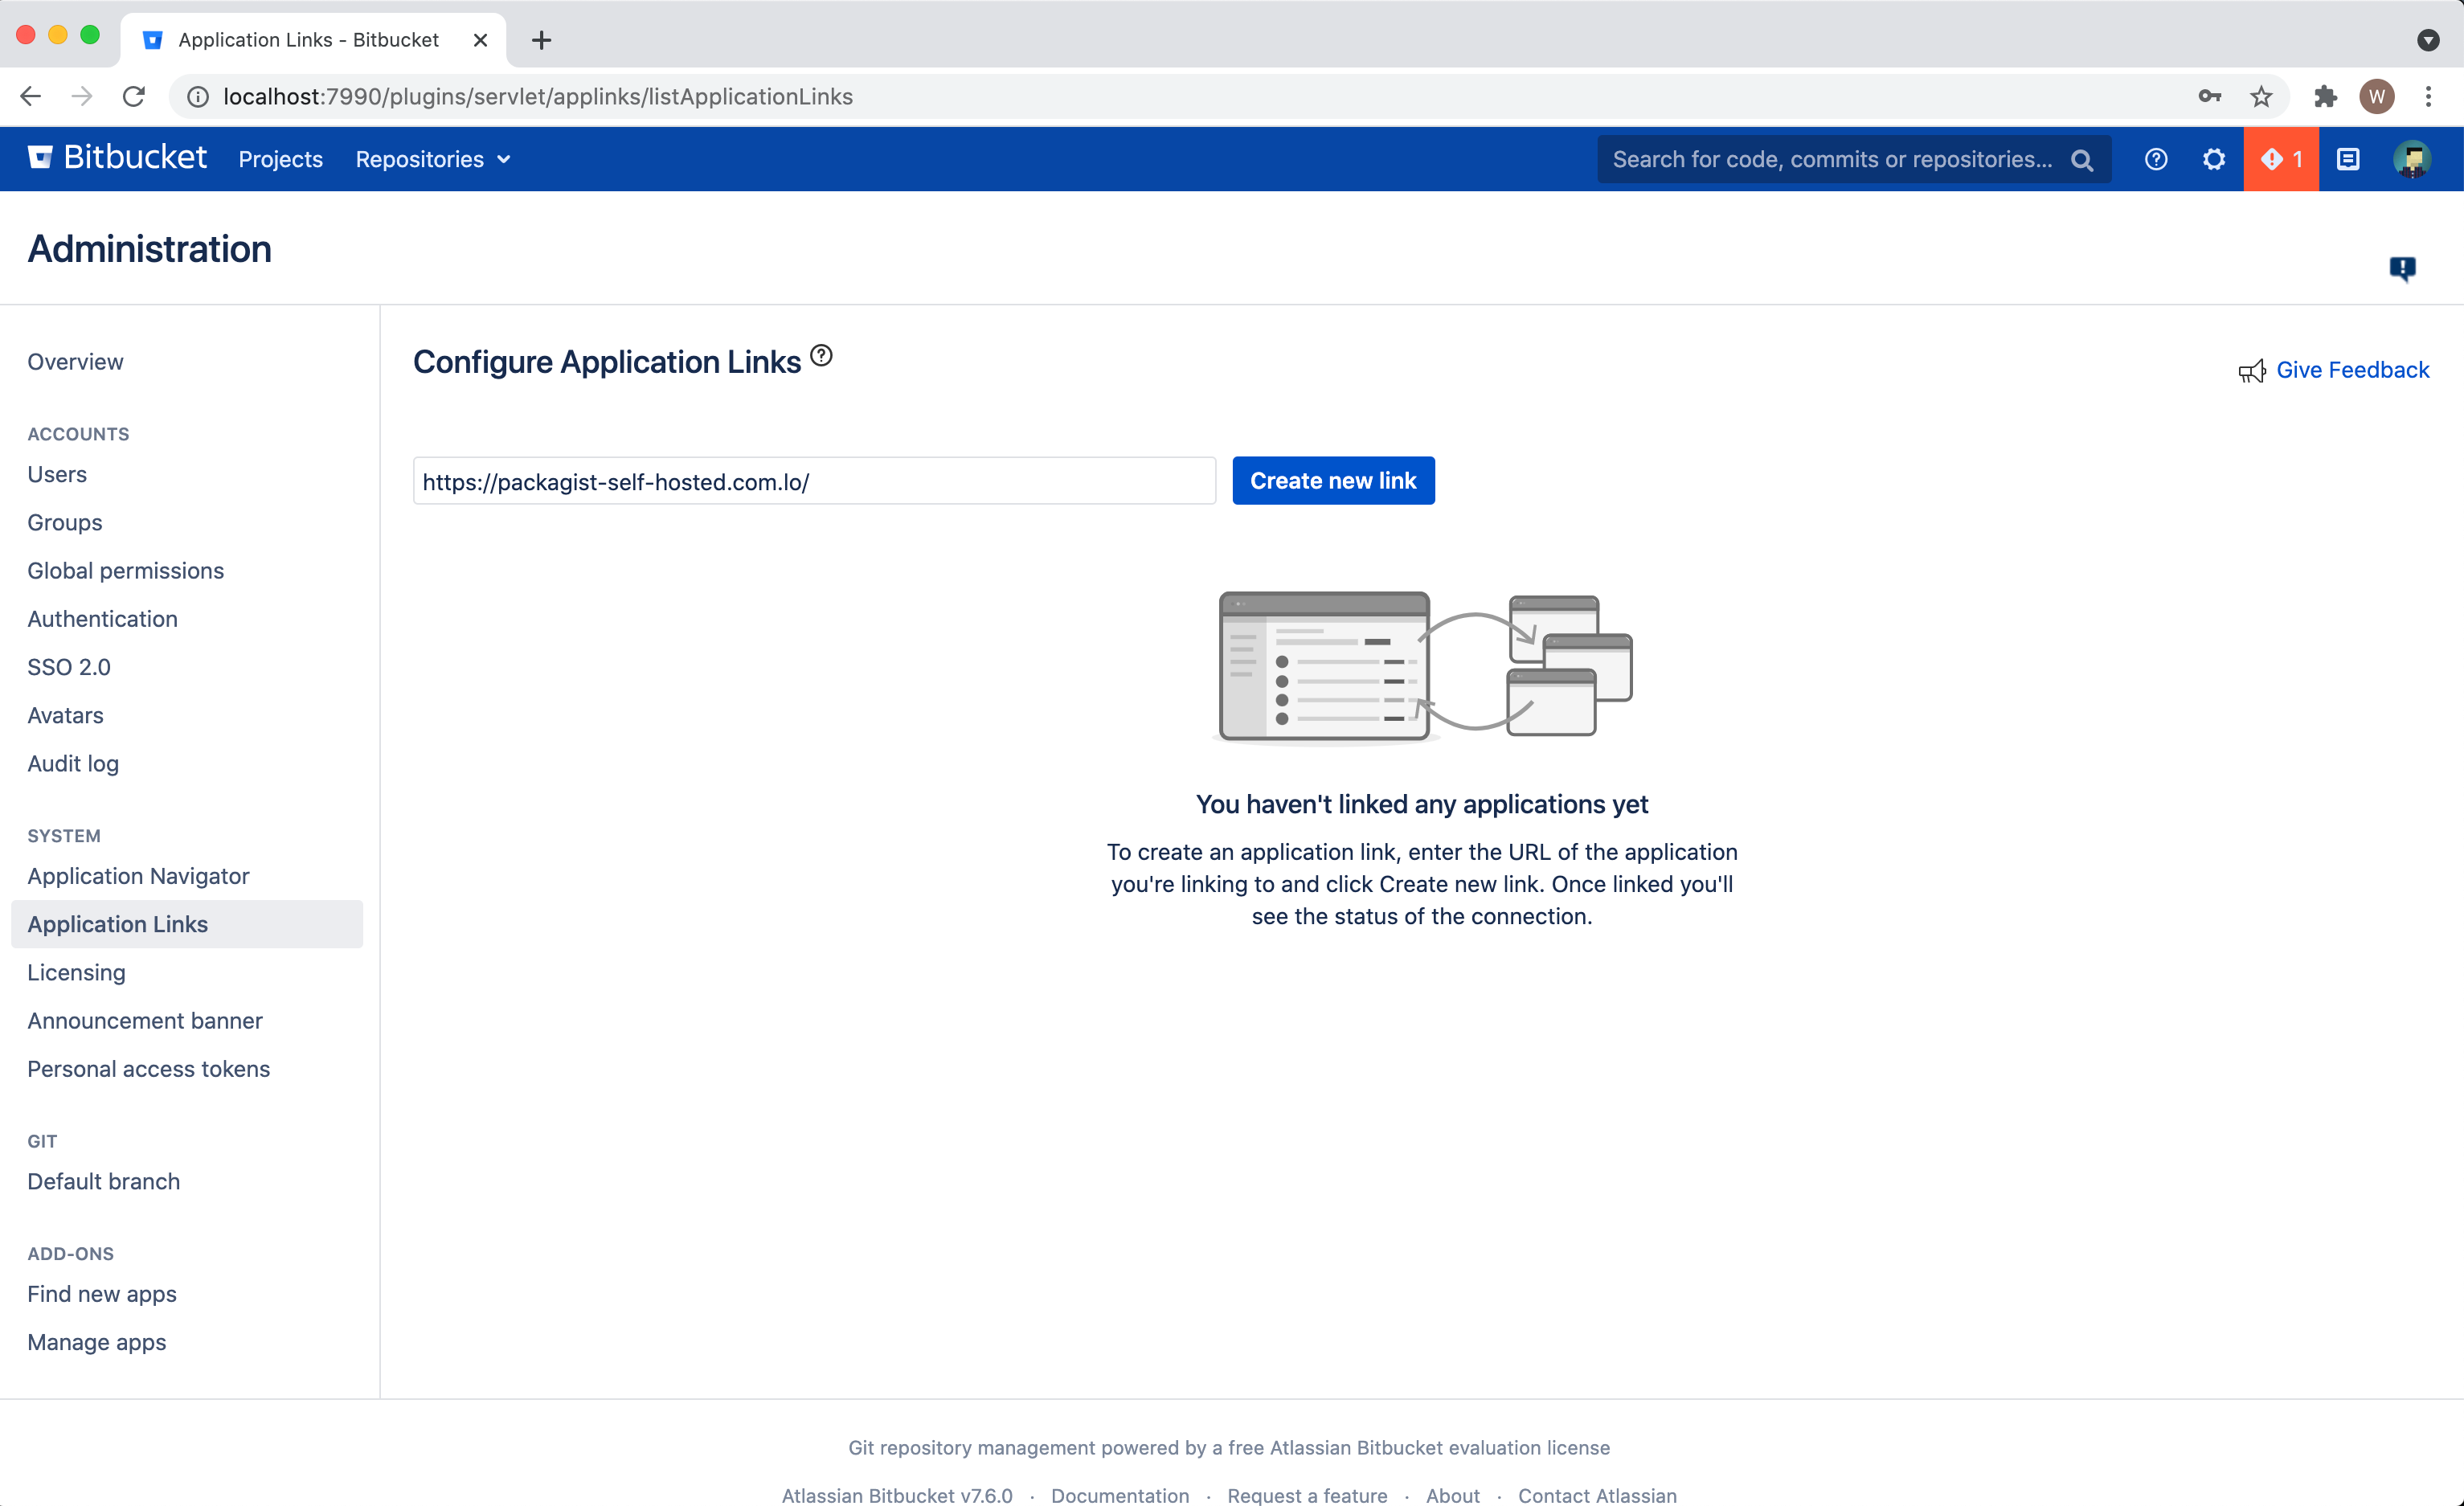 Application Links - Bitbucket
localhost:7990/plugins/servlet/applinks/listApplicationLinks
W
Bitbucket Projects Repositories Search for code, commits or repositories... 1
Administration
Overview
ACCOUNTS
Users
Groups
Global permissions
Authentication
SSO 2.0
Avatars
Audit log
SYSTEM
Application Navigator
Application Links
Licensing
Announcement banner
Personal access tokens
GIT
Default branch
ADD-ONS
Find new apps
Manage apps
Configure Application Links
Give Feedback
https://packagist-self-hosted.com.lo/
Create new link
You haven't linked any applications yet
To create an application link, enter the URL of the application
you're linking to and click Create new link. Once linked you'll
see the status of the connection.
Git repository management powered by a free Atlassian Bitbucket evaluation license
Atlassian Bitbucket v7.6.0 · Documentation · Request a feature · About · Contact Atlassian